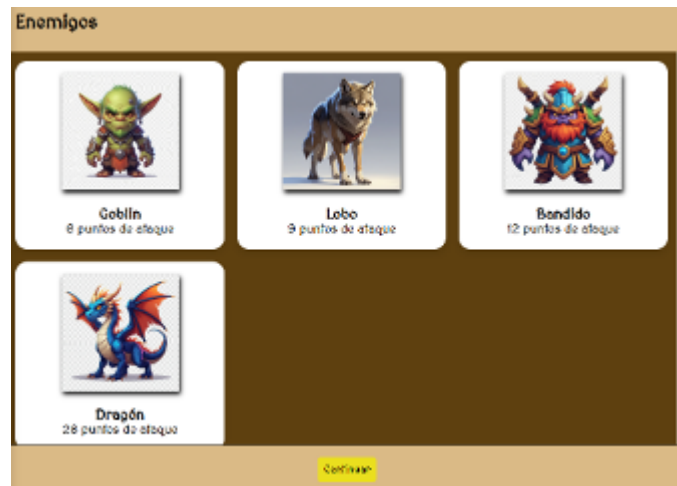 Enemigos
Goblin
8 puntos de ataque
Lobo
9 puntos de ataque
Bandido
12 puntos de ataque
Dragón
28 puntos de ataque
Continuar